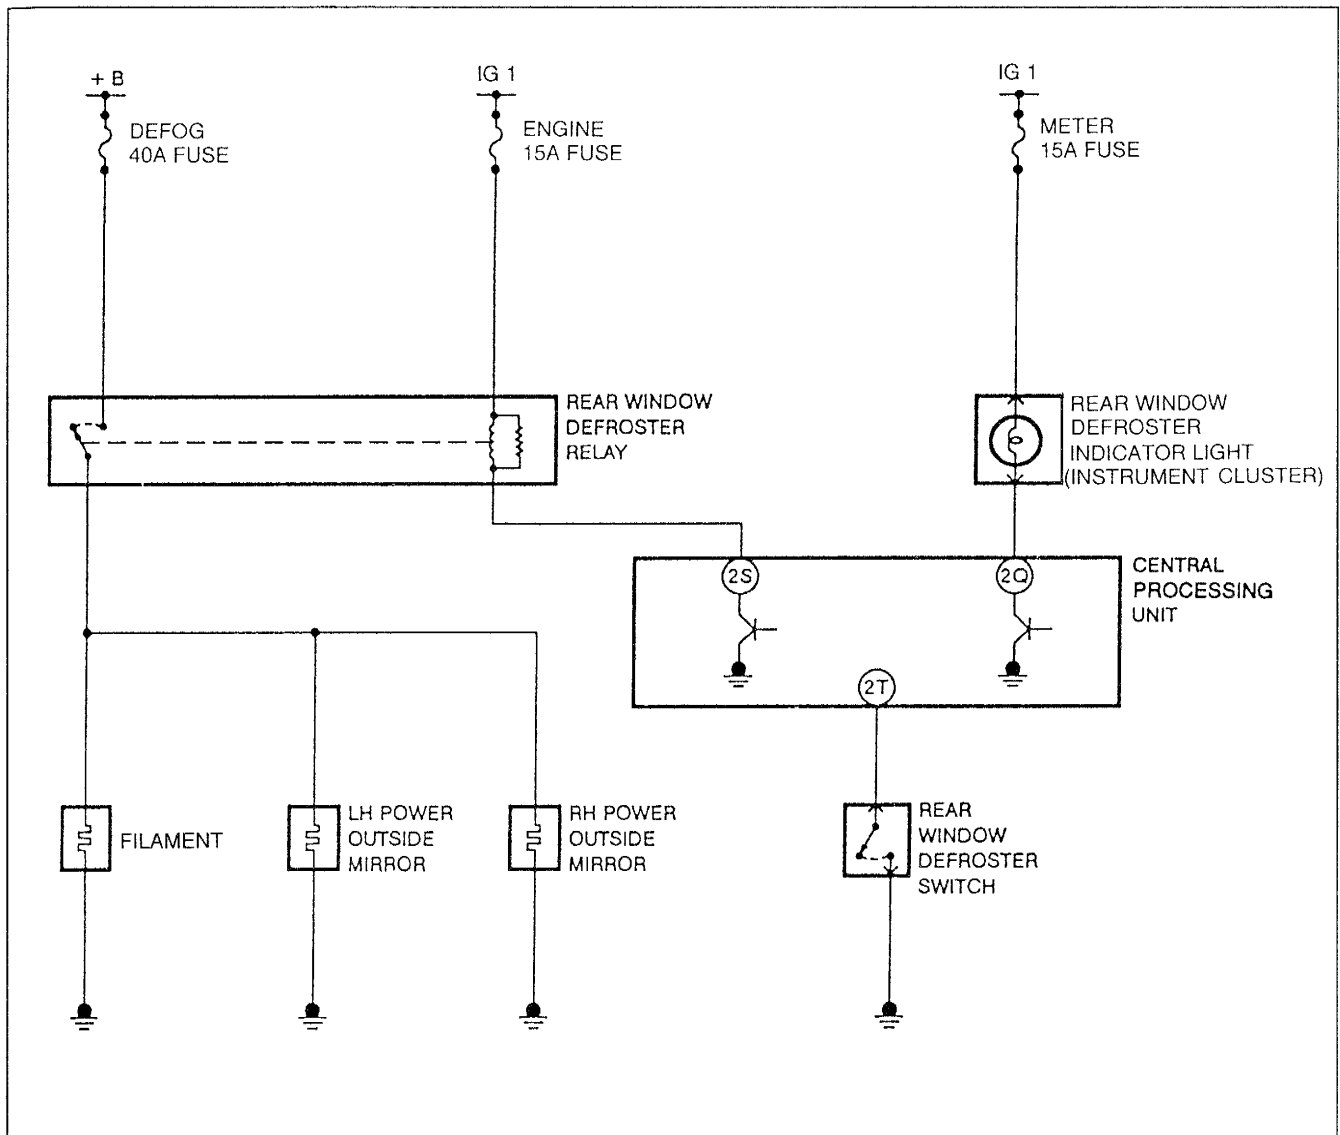 + B
IG 1
IG 1
DEFOG
40A FUSE
ENGINE
15A FUSE
METER
15A FUSE
REAR WINDOW
DEFROSTER
RELAY
REAR WINDOW
DEFROSTER
INDICATOR LIGHT
(INSTRUMENT CLUSTER)
2S
2Q
CENTRAL
PROCESSING
UNIT
2T
FILAMENT
LH POWER
OUTSIDE
MIRROR
RH POWER
OUTSIDE
MIRROR
REAR
WINDOW
DEFROSTER
SWITCH